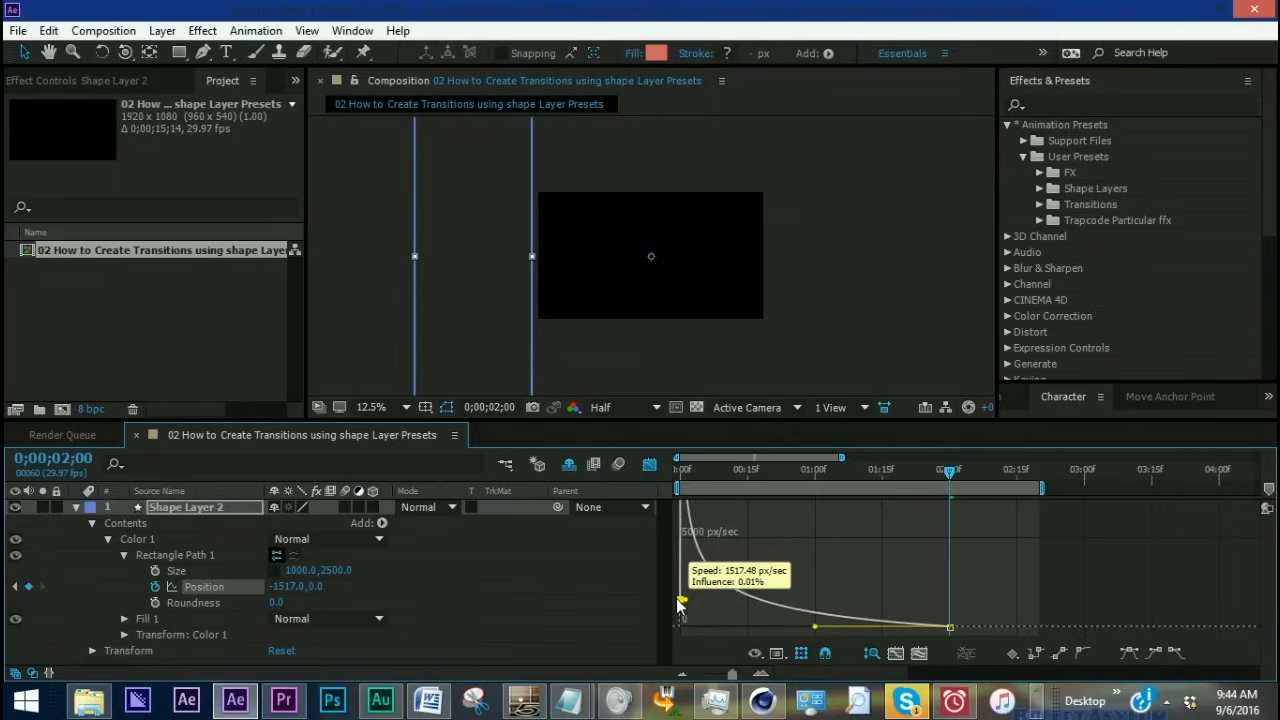 Ae
File Edit Composition Layer Effect Animation View Window Help
Snapping Fill: Stroke: ? - px Add: Essentials Search Help
Effect Controls Shape Layer 2 Project Composition 02 How to Create Transitions using shape Layer Presets Effects & Presets
02 How ... shape Layer Presets
1920 x 1080 (960 x 540) (1.00)
Δ 0;00;15;14, 29.97 fps
02 How to Create Transitions using shape Layer Presets
* Animation Presets
Support Files
User Presets
FX
Shape Layers
Transitions
Trapcode Particular ffx
3D Channel
Audio
Blur & Sharpen
Channel
CINEMA 4D
Color Correction
Distort
Expression Controls
Generate
Keying
Name
02 How to Create Transitions using shape Laye
8 bpc
12.5% 0;00;02;00 Half Active Camera 1 View +0
Character Move Anchor Point
Render Queue 02 How to Create Transitions using shape Layer Presets
0;00;02;00
00060 (29.97 fps)
:00f 00:15f 01:00f 01:15f 02:00f 02:15f 03:00f 03:15f 04:00f
# Source Name Mode T TrkMat Parent
1 Shape Layer 2 Normal None
Contents Add:
Color 1 Normal
Rectangle Path 1
Size 1000.0,2500.0
Position -1517.0,0.0
Roundness 0.0
Fill 1 Normal
Transform: Color 1
Transform Reset
5000 px/sec
Speed: 1517.48 px/sec
Influence: 0.01%
0
Ae Ae Pr Ps Au
Desktop
9:44 AM
9/6/2016